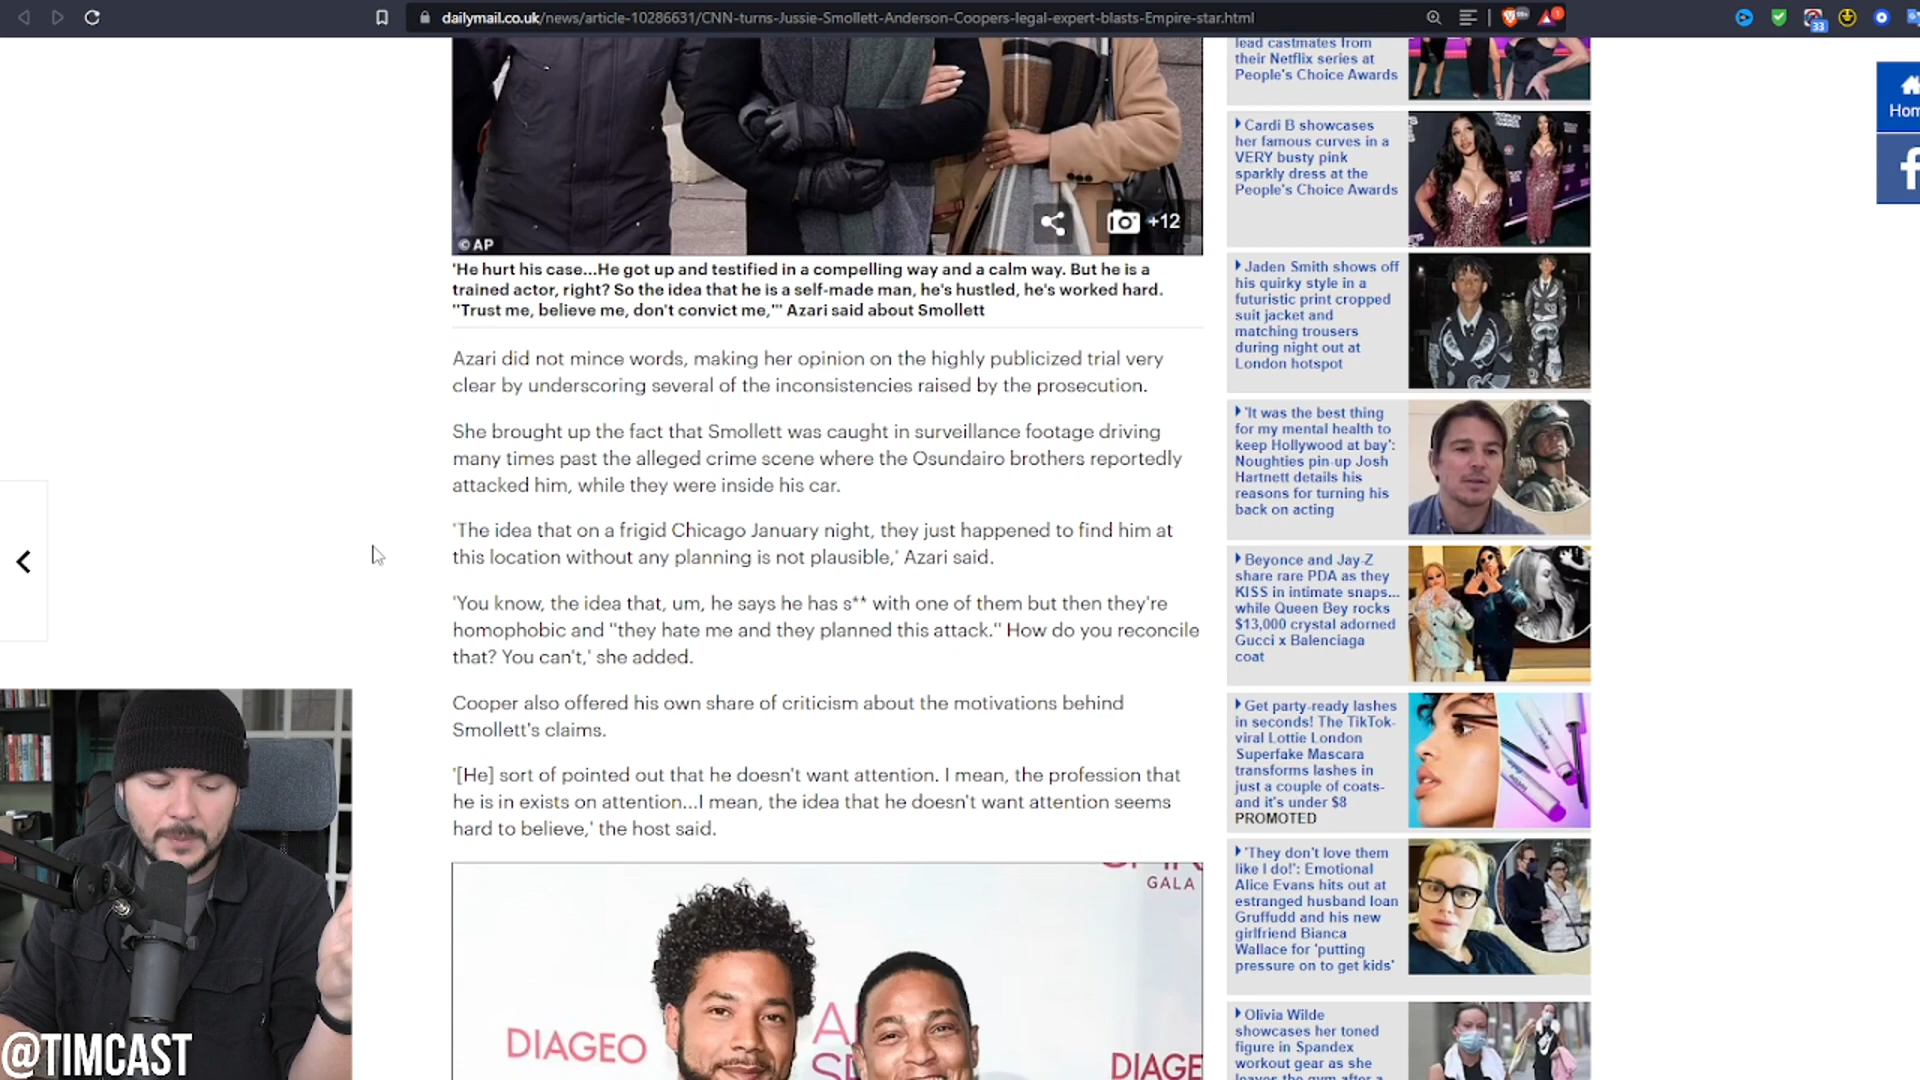 dailymail.co.uk/news/article-10286631/CNN-turns-Jussie-Smollett-Anderson-Coopers-legal-expert-blasts-Empire-star.html
99+
1
33
©AP
+12
'He hurt his case...He got up and testified in a compelling way and a calm way. But he is a
trained actor, right? So the idea that he is a self-made man, he's hustled, he's worked hard.
"Trust me, believe me, don't convict me,"' Azari said about Smollett
Azari did not mince words, making her opinion on the highly publicized trial very
clear by underscoring several of the inconsistencies raised by the prosecution.
She brought up the fact that Smollett was caught in surveillance footage driving
many times past the alleged crime scene where the Osundairo brothers reportedly
attacked him, while they were inside his car.
'The idea that on a frigid Chicago January night, they just happened to find him at
this location without any planning is not plausible,' Azari said.
'You know, the idea that, um, he says he has s** with one of them but then they're
homophobic and "they hate me and they planned this attack." How do you reconcile
that? You can't,' she added.
Cooper also offered his own share of criticism about the motivations behind
Smollett's claims.
'[He] sort of pointed out that he doesn't want attention. I mean, the profession that
he is in exists on attention...I mean, the idea that he doesn't want attention seems
hard to believe,' the host said.
GALA
DIAGEO
DIAGE
@TIMCAST
lead castmates from
their Netflix series at
People's Choice Awards
Cardi B showcases
her famous curves in a
VERY busty pink
sparkly dress at the
People's Choice Awards
Jaden Smith shows off
his quirky style in a
futuristic print cropped
suit jacket and
matching trousers
during night out at
London hotspot
'It was the best thing
for my mental health to
keep Hollywood at bay':
Noughties pin-up Josh
Hartnett details his
reasons for turning his
back on acting
Beyonce and Jay-Z
share rare PDA as they
KISS in intimate snaps...
while Queen Bey rocks
$13,000 crystal adorned
Gucci x Balenciaga
coat
Get party-ready lashes
in seconds! The TikTok-
viral Lottie London
Superfake Mascara
transforms lashes in
just a couple of coats-
and it's under $8
PROMOTED
'They don't love them
like I do!': Emotional
Alice Evans hits out at
estranged husband Ioan
Gruffudd and his new
girlfriend Bianca
Wallace for 'putting
pressure on to get kids'
Olivia Wilde
showcases her toned
figure in Spandex
workout gear as she
leaves the gym after a
Hom